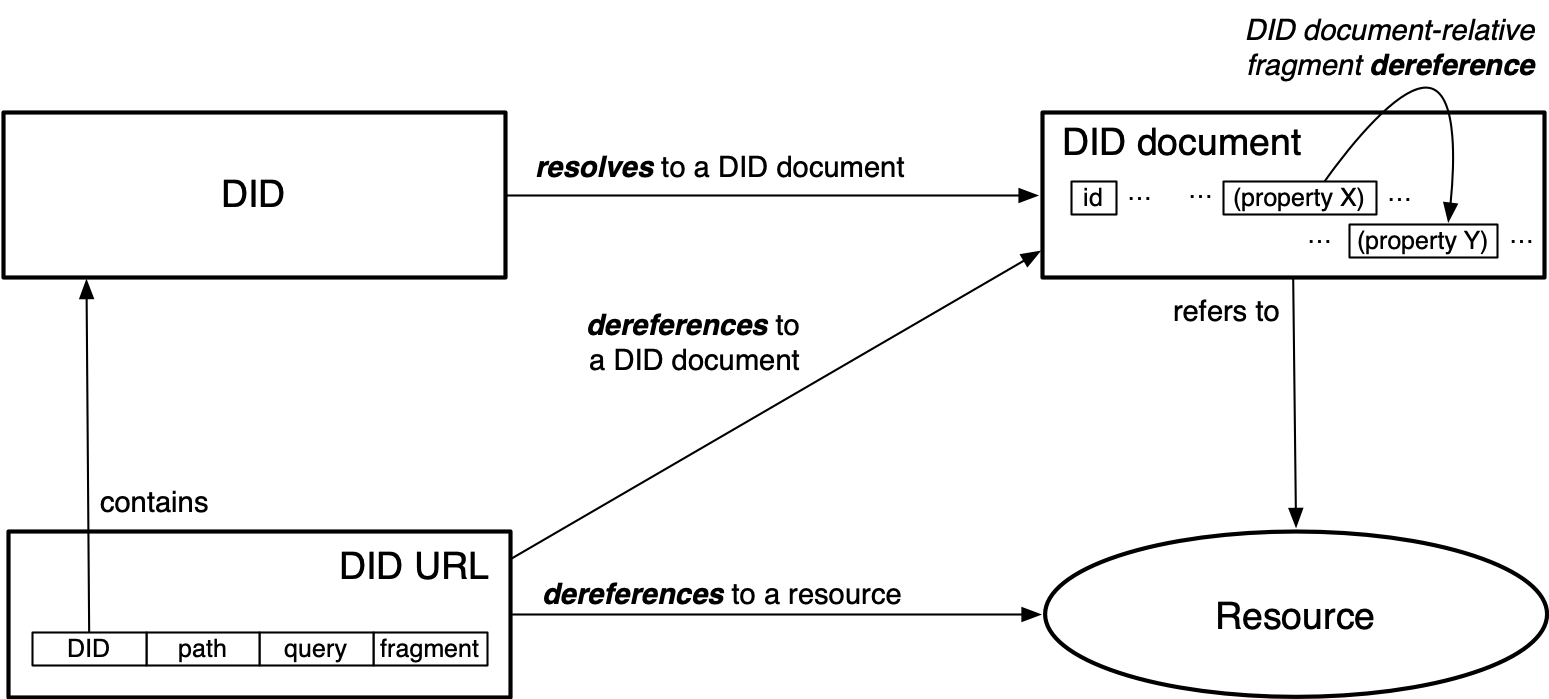 DID document-relative
fragment dereference
DID
resolves to a DID document
DID document
id ... ... (property X) ...
... (property Y) ...
dereferences to
a DID document
refers to
contains
DID URL
DID path query fragment
dereferences to a resource
Resource